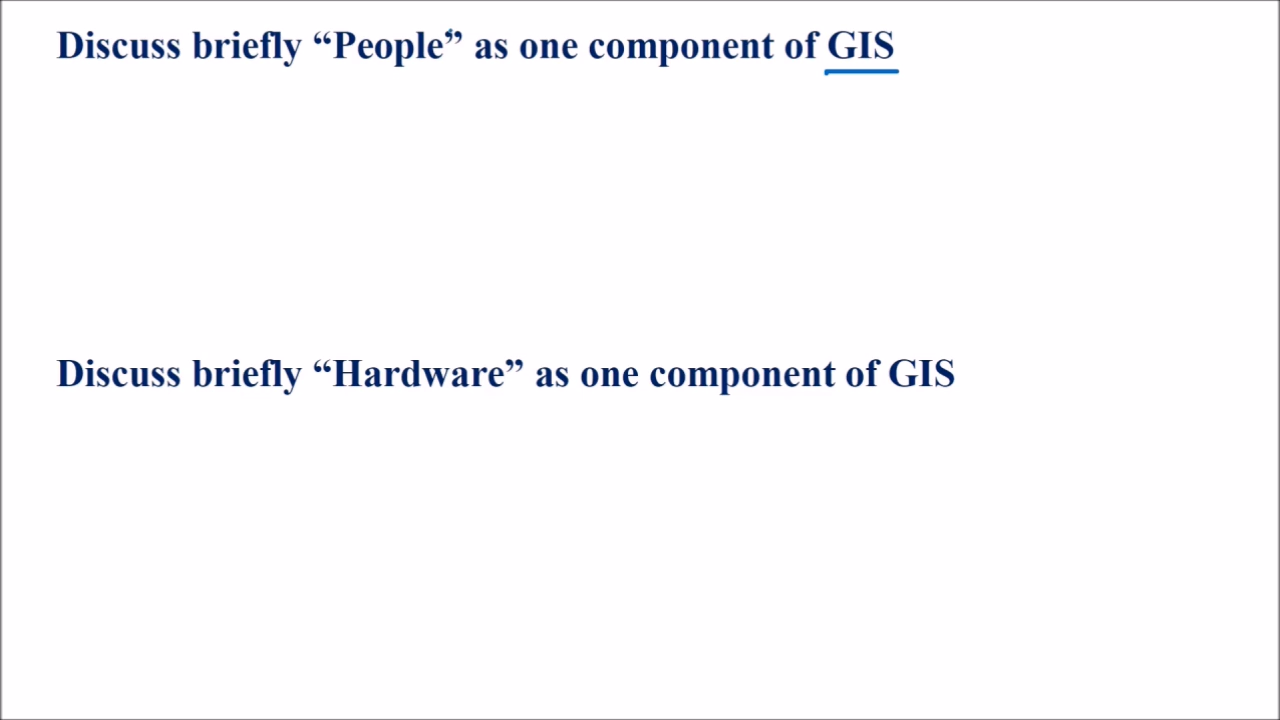 Discuss briefly “People” as one component of GIS
Discuss briefly “Hardware” as one component of GIS